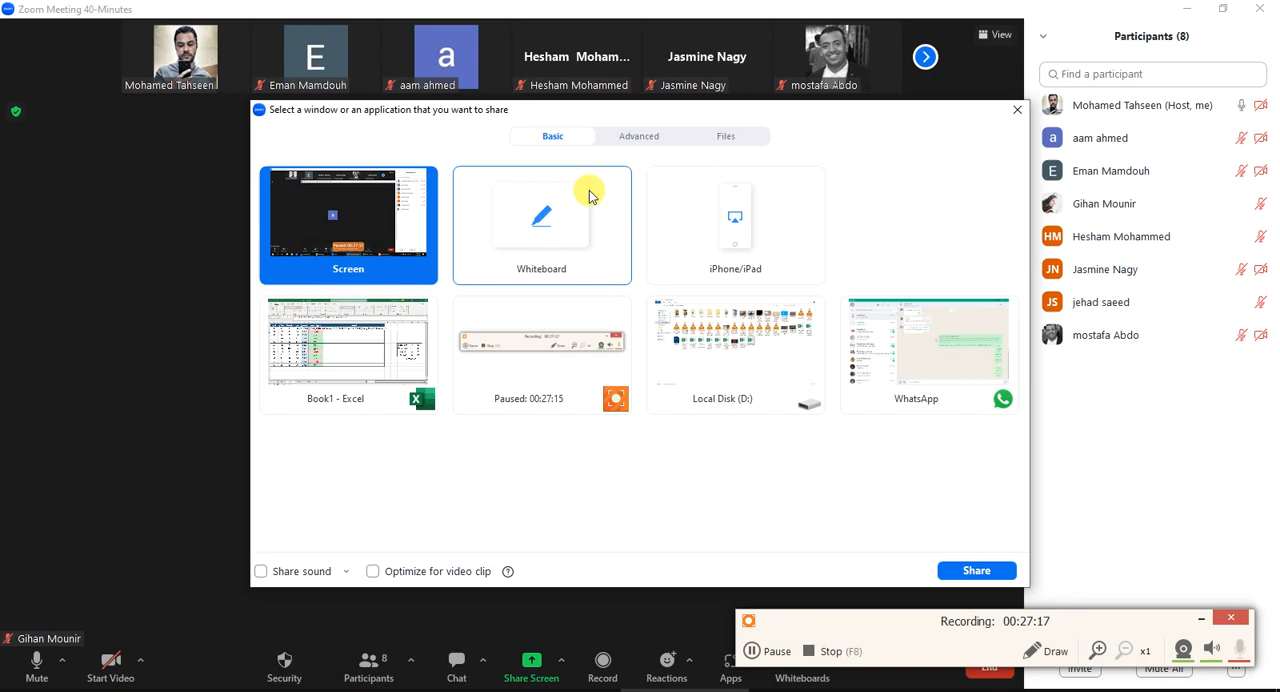 Zoom Meeting 40-Minutes
E
a
Hesham Moham...
Jasmine Nagy
View
Mohamed Tahseen
Eman Mamdouh
aam ahmed
Hesham Mohammed
Jasmine Nagy
mostafa Abdo
Participants (8)
Find a participant
Mohamed Tahseen (Host, me)
a
aam ahmed
E
Eman Mamdouh
Gihan Mounir
HM
Hesham Mohammed
JN
Jasmine Nagy
JS
jehad saeed
mostafa Abdo
Select a window or an application that you want to share
Basic
Advanced
Files
Screen
Whiteboard
iPhone/iPad
Book1 - Excel
Paused: 00:27:15
Local Disk (D:)
WhatsApp
Share sound
Optimize for video clip
Share
Recording: 00:27:17
Pause
Stop (F8)
Draw
x1
Gihan Mounir
Mute
Start Video
Security
8
Participants
Chat
Share Screen
Record
Reactions
Apps
Whiteboards
End
Invite
Mute All